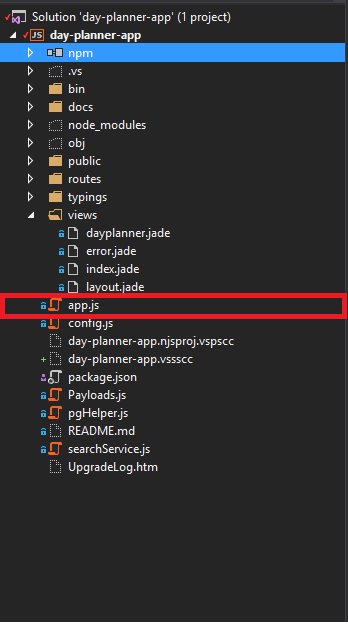 Solution 'day-planner-app' (1 project)
JS day-planner-app
npm
.vs
bin
docs
node_modules
obj
public
routes
typings
views
dayplanner.jade
error.jade
index.jade
layout.jade
app.js
config.js
day-planner-app.njsproj.vspscc
day-planner-app.vssscc
package.json
Payloads.js
pgHelper.js
README.md
searchService.js
UpgradeLog.htm